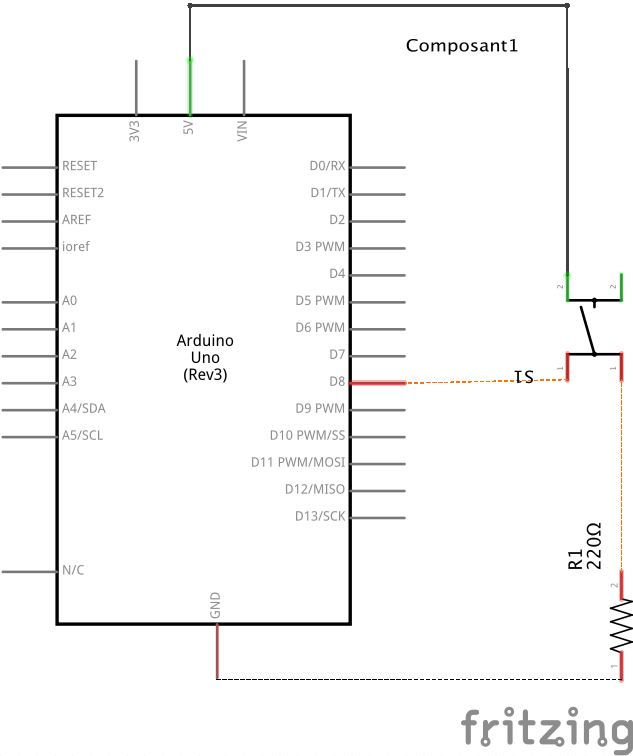 Composant1
3V3
5V
VIN
RESET
RESET2
AREF
ioref
A0
A1
A2
A3
A4/SDA
A5/SCL
N/C
Arduino
Uno
(Rev3)
D0/RX
D1/TX
D2
D3 PWM
D4
D5 PWM
D6 PWM
D7
D8
D9 PWM
D10 PWM/SS
D11 PWM/MOSI
D12/MISO
D13/SCK
GND
2
2
1
1
S1
R1
220Ω
2
1
fritzing